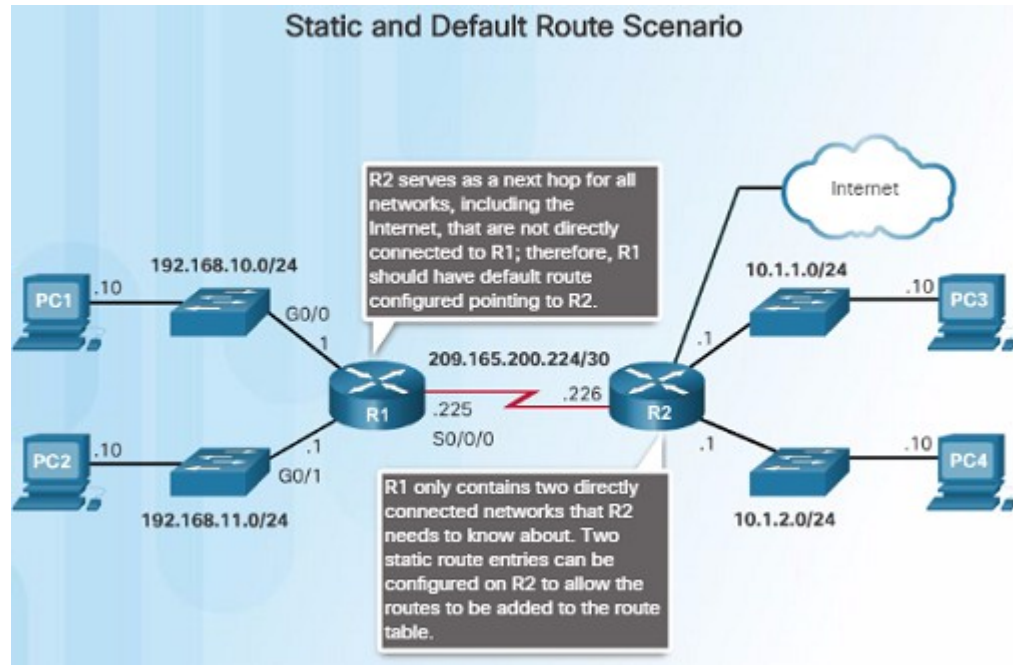 Static and Default Route Scenario
R2 serves as a next hop for all
networks, including the
Internet, that are not directly
connected to R1; therefore, R1
should have default route
configured pointing to R2.
Internet
192.168.10.0/24
10.1.1.0/24
PC1
.10
.10
PC3
G0/0
1
.1
209.165.200.224/30
R1
.225
.226
R2
S0/0/0
PC2
.10
.1
.1
.10
PC4
G0/1
192.168.11.0/24
10.1.2.0/24
R1 only contains two directly
connected networks that R2
needs to know about. Two
static route entries can be
configured on R2 to allow the
routes to be added to the route
table.